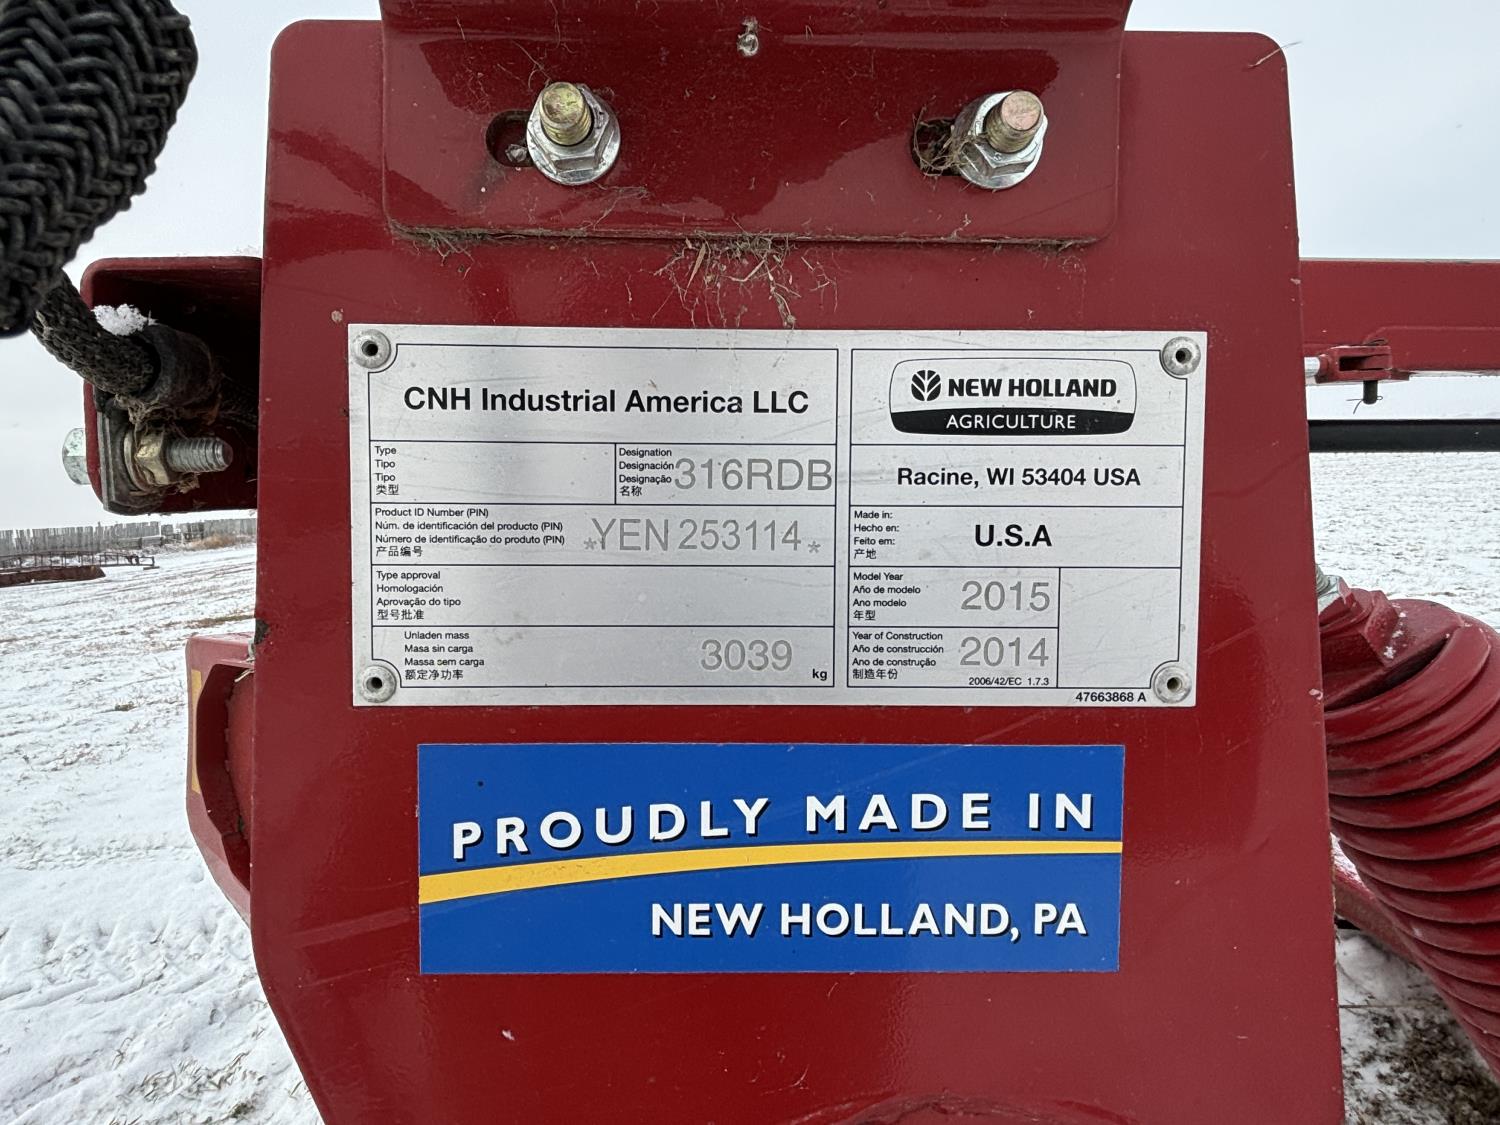 CNH Industrial America LLC
Type
Tipo
Tipo
类型
Designation
Designación
Designação
名称
316RDB
Product ID Number (PIN)
Núm. de identificación del producto (PIN)
Número de identificação do produto (PIN)
产品编号
*YEN253114*
Type approval
Homologación
Aprovação do tipo
型号批准
Unladen mass
Masa sin carga
Massa sem carga
额定净功率
3039
kg
NEW HOLLAND
AGRICULTURE
Racine, WI 53404 USA
Made in:
Hecho en:
Feito em:
产地
U.S.A
Model Year
Año de modelo
Ano modelo
年型
2015
Year of Construction
Año de construcción
Ano de construção
制造年份
2014
2006/42/EC 1.7.3
47663868 A
PROUDLY MADE IN
NEW HOLLAND, PA